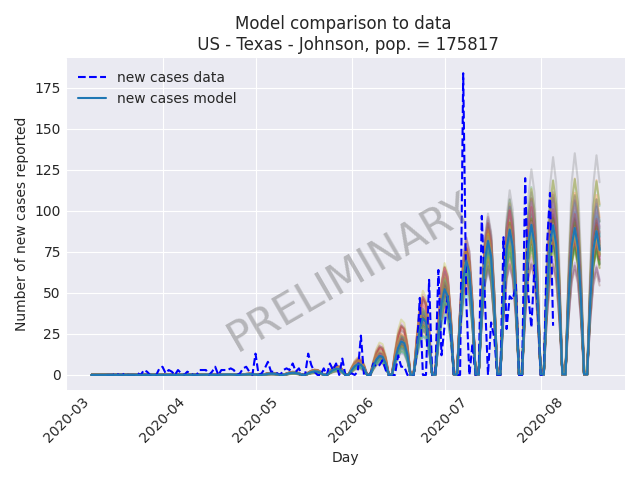 Model comparison to data
US - Texas - Johnson, pop. = 175817
new cases data
new cases model
PRELIMINARY
Number of new cases reported
175
150
125
100
75
50
25
0
2020-03
2020-04
2020-05
2020-06
2020-07
2020-08
Day